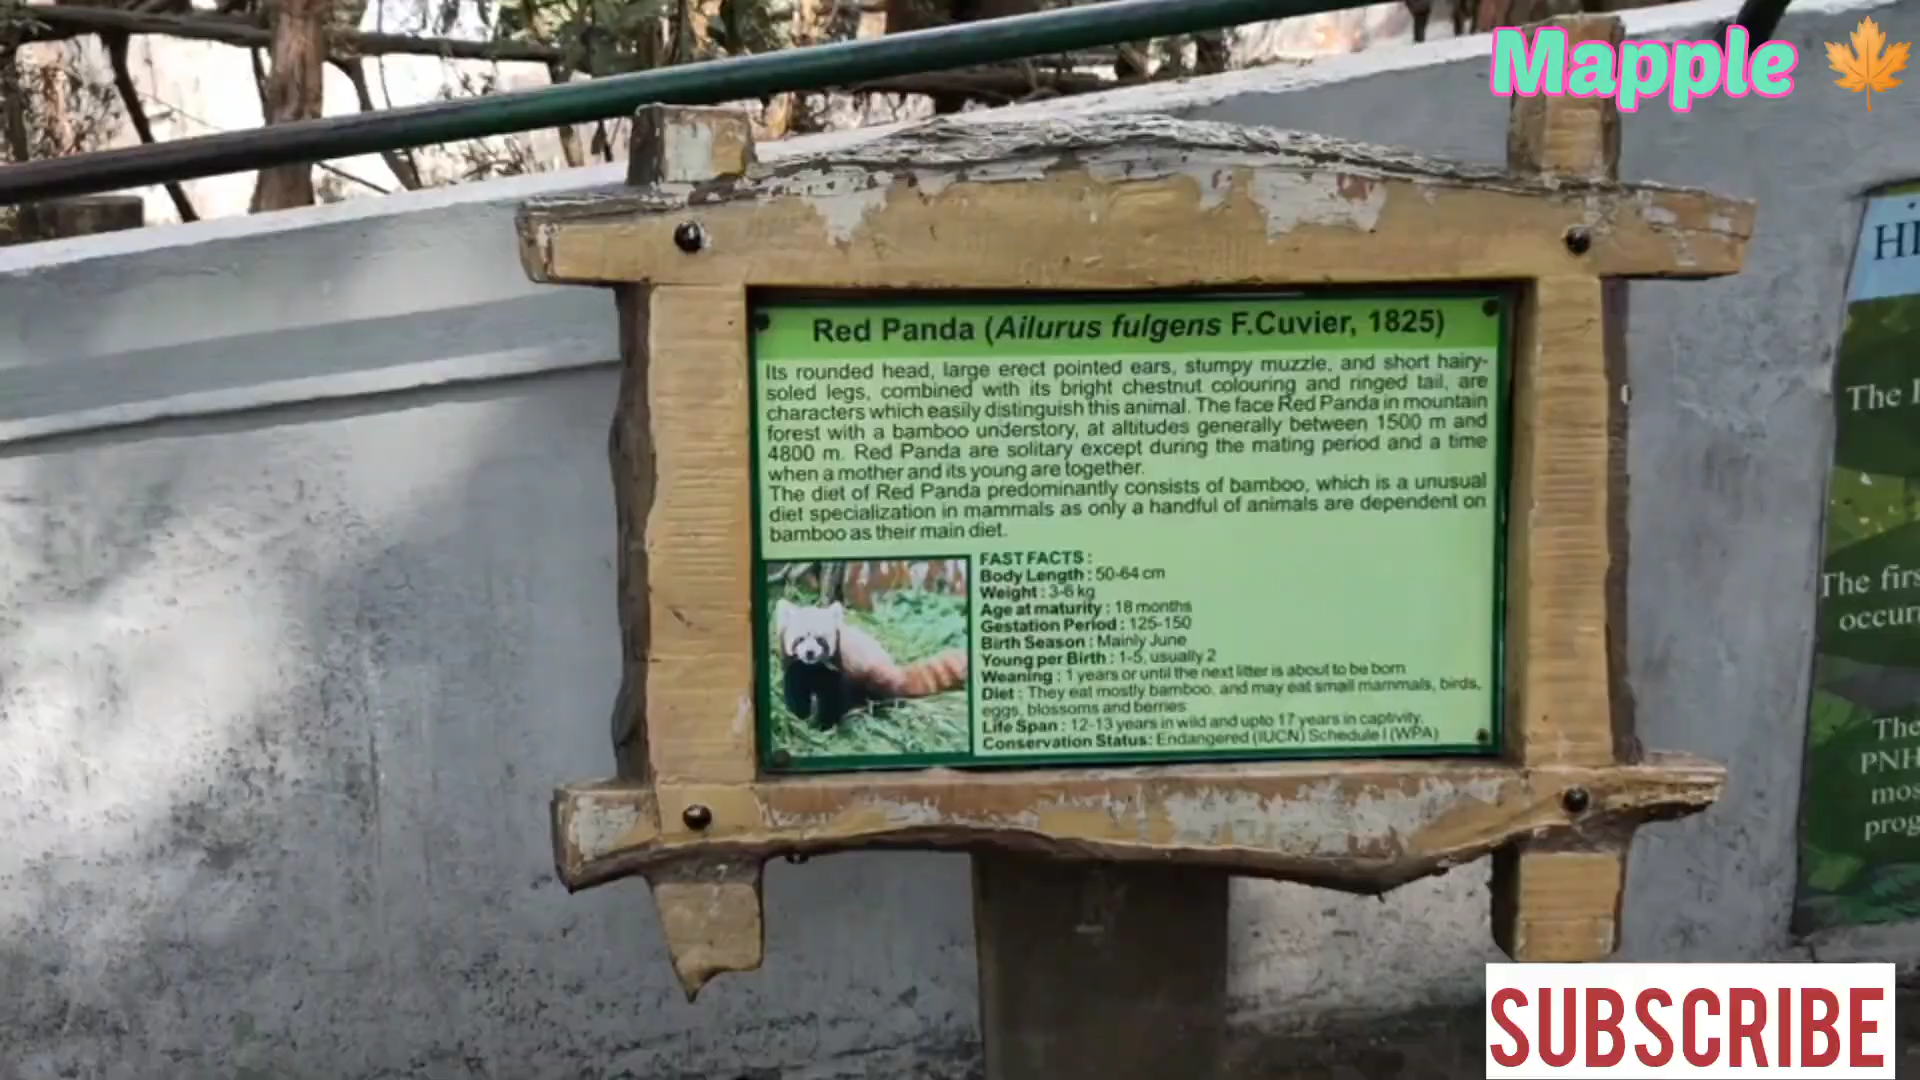 Mapple 🍁
Red Panda (Ailurus fulgens F.Cuvier, 1825)
Its rounded head, large erect pointed ears, stumpy muzzle, and short hairy-
soled legs, combined with its bright chestnut colouring and ringed tail, are
characters which easily distinguish this animal. The face Red Panda in mountain
forest with a bamboo understory, at altitudes generally between 1500 m and
4800 m. Red Panda are solitary except during the mating period and a time
when a mother and its young are together.
The diet of Red Panda predominantly consists of bamboo, which is a unusual
diet specialization in mammals as only a handful of animals are dependent on
bamboo as their main diet.
FAST FACTS :
Body Length : 50-64 cm
Weight : 3-6 kg
Age at maturity : 18 months
Gestation Period : 125-150
Birth Season : Mainly June
Young per Birth : 1-5, usually 2
Weaning : 1 years or until the next litter is about to be born
Diet : They eat mostly bamboo, and may eat small mammals, birds,
eggs, blossoms and berries
Life Span : 12-13 years in wild and upto 17 years in captivity.
Conservation Status: Endangered (IUCN) Schedule I (WPA)
The
The firs
occurr
The
PNH
mos
prog
SUBSCRIBE